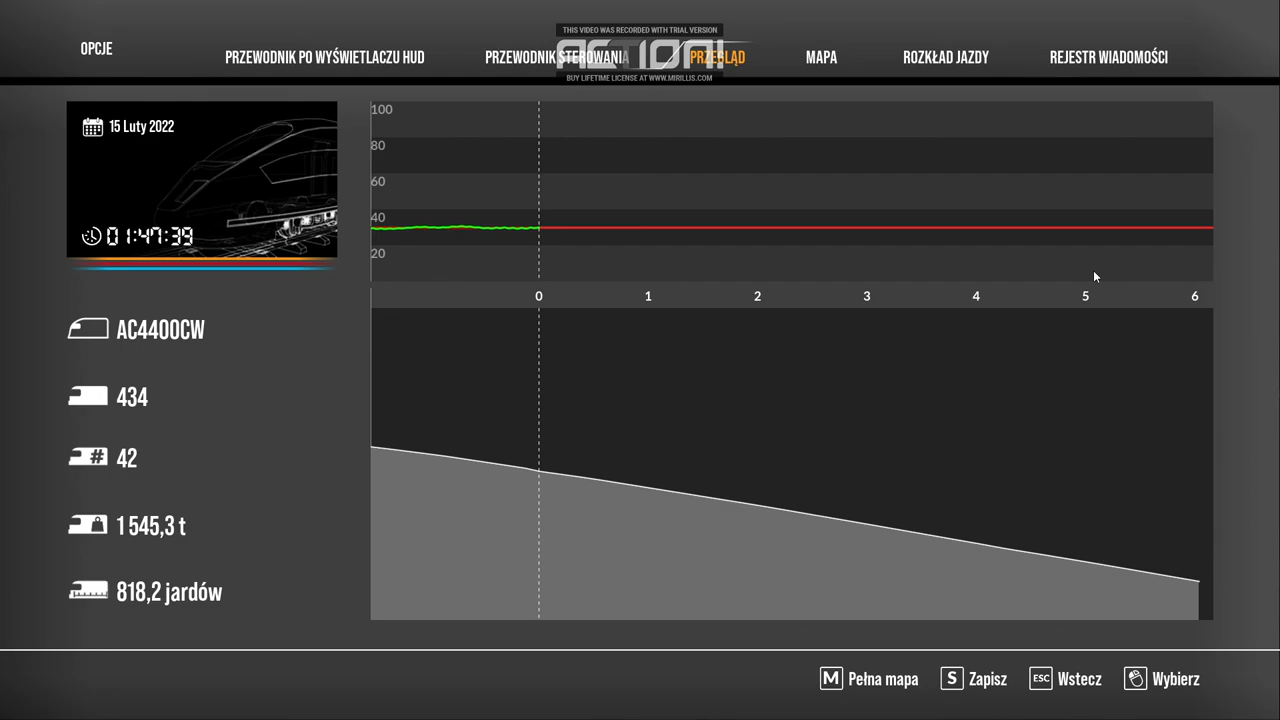 THIS VIDEO WAS RECORDED WITH TRIAL VERSION
ACTION!
BUY LIFETIME LICENSE AT WWW.MIRILLIS.COM
OPCJE
PRZEWODNIK PO WYŚWIETLACZU HUD
PRZEWODNIK STEROWANIA
PRZEGLĄD
MAPA
ROZKŁAD JAZDY
REJESTR WIADOMOŚCI
15 Luty 2022
01:47:39
AC4400CW
434
42
1 545,3 t
818,2 jardów
100
80
60
40
20
0 1 2 3 4 5 6
M Pełna mapa
S Zapisz
ESC Wstecz
Wybierz